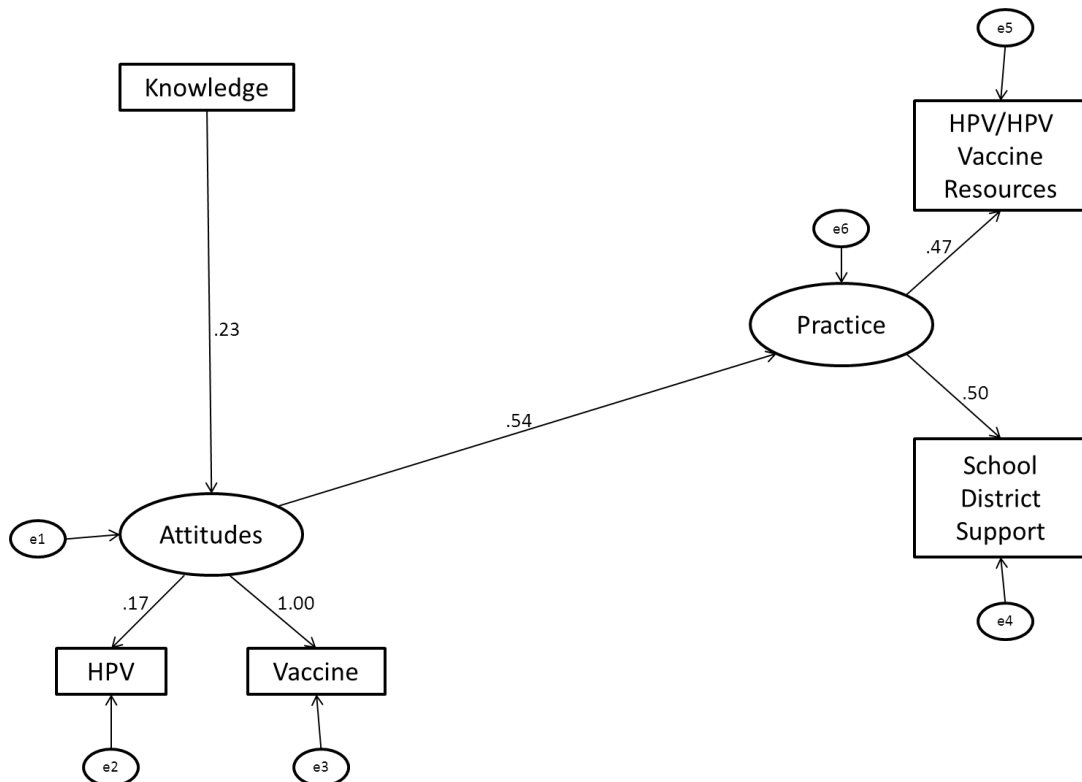 e5
Knowledge
HPV/HPV
Vaccine
Resources
e6
.47
Practice
.23
.50
.54
School
District
Support
Attitudes
e1
.17
1.00
e4
HPV
Vaccine
e2
e3